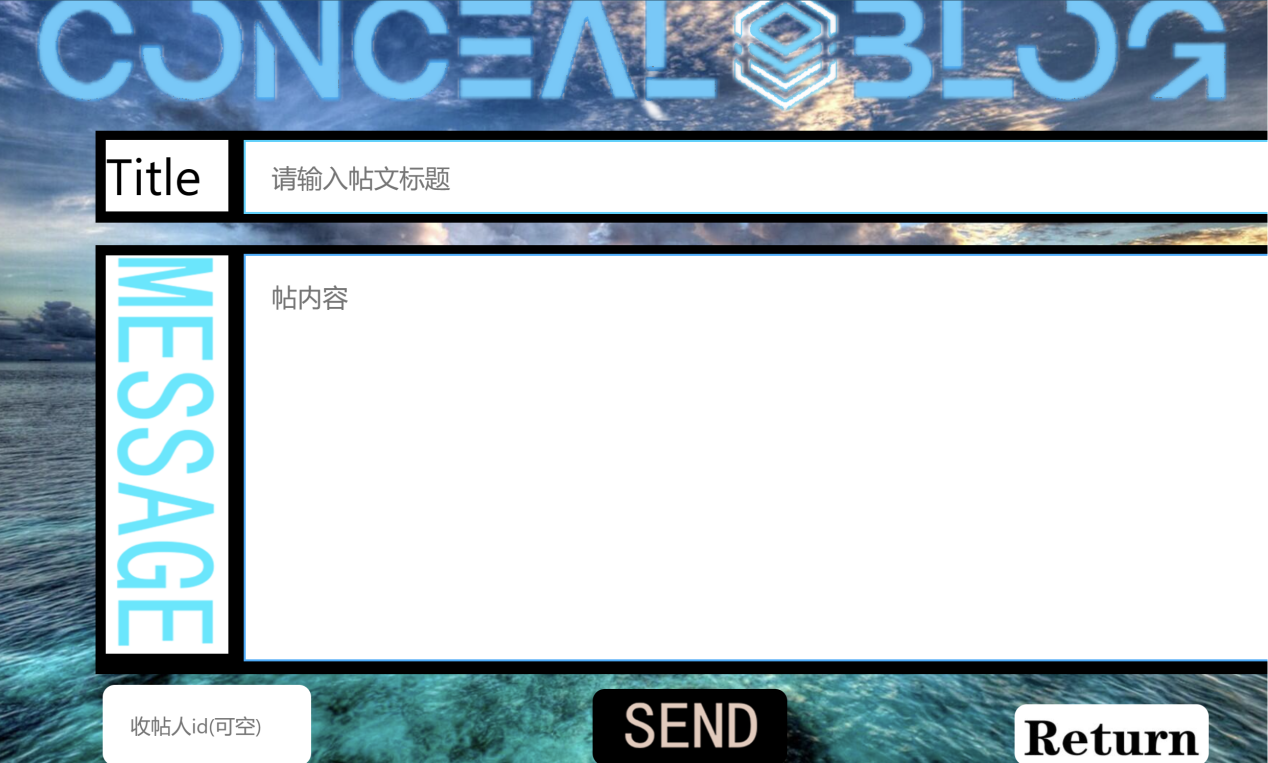 CONCEAL BLOG
Title
请输入帖文标题
MESSAGE
帖内容
收帖人id(可空)
SEND
Return